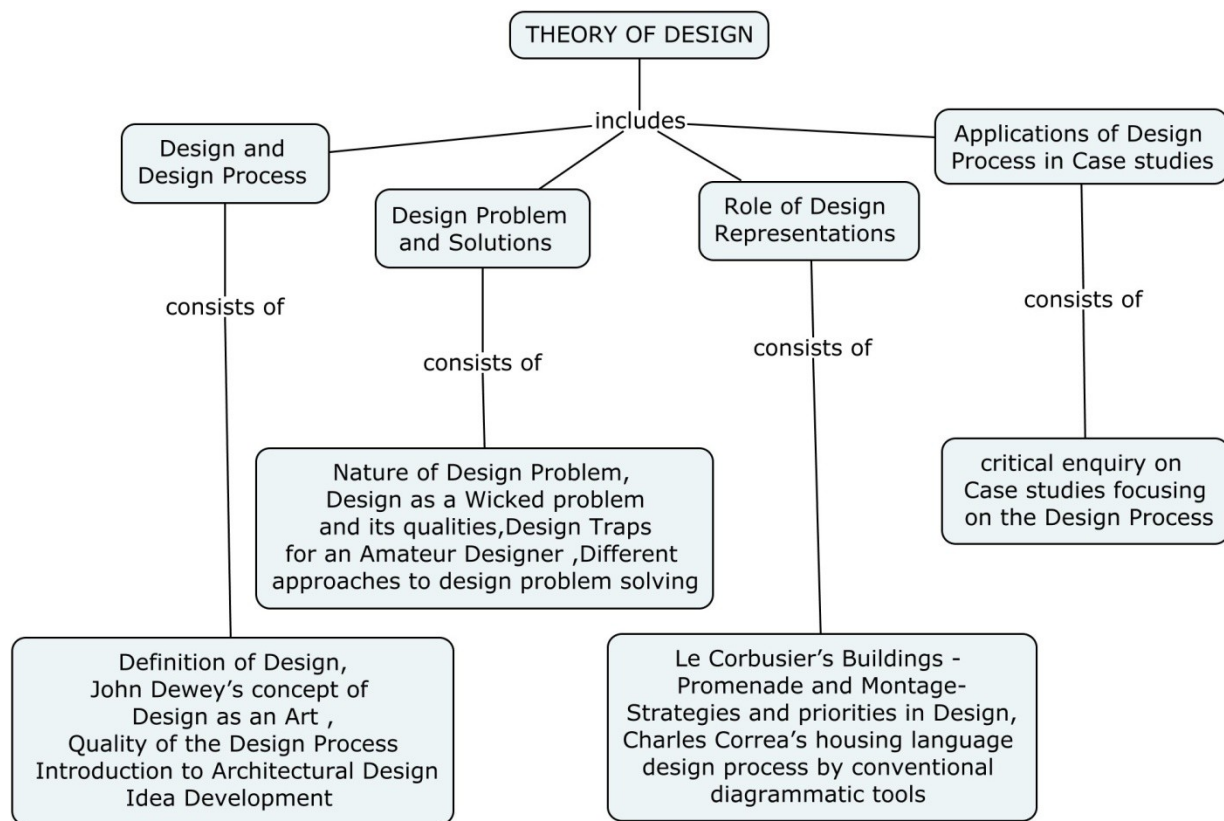 THEORY OF DESIGN
includes
Design and
Design Process
Design Problem
and Solutions
Role of Design
Representations
Applications of Design
Process in Case studies
consists of
consists of
consists of
consists of
Definition of Design,
John Dewey's concept of
Design as an Art ,
Quality of the Design Process
Introduction to Architectural Design
Idea Development
Nature of Design Problem,
Design as a Wicked problem
and its qualities,Design Traps
for an Amateur Designer ,Different
approaches to design problem solving
Le Corbusier's Buildings -
Promenade and Montage-
Strategies and priorities in Design,
Charles Correa's housing language
design process by conventional
diagrammatic tools
critical enquiry on
Case studies focusing
on the Design Process